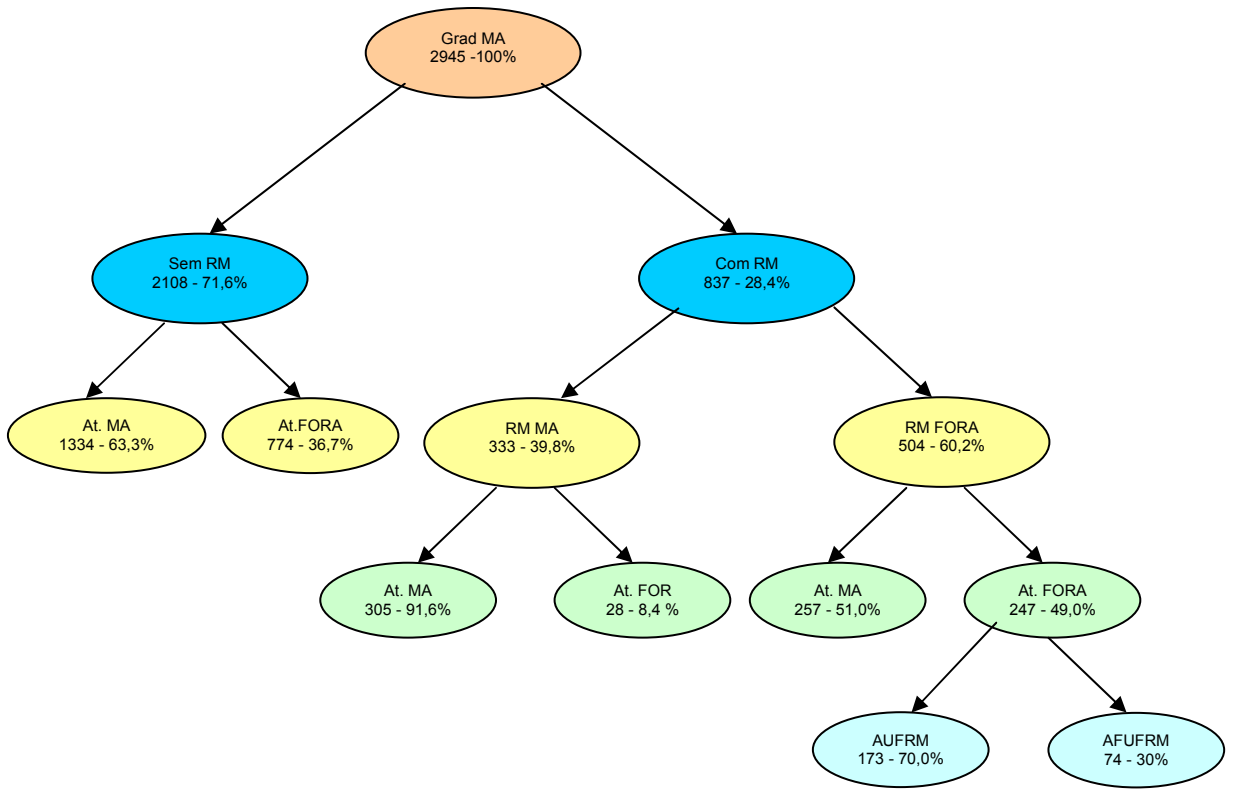 Grad MA
2945 -100%
Sem RM
2108 - 71,6%
Com RM
837 - 28,4%
At. MA
1334 - 63,3%
At.FORA
774 - 36,7%
RM MA
333 - 39,8%
RM FORA
504 - 60,2%
At. MA
305 - 91,6%
At. FOR
28 - 8,4 %
At. MA
257 - 51,0%
At. FORA
247 - 49,0%
AUFRM
173 - 70,0%
AFUFRM
74 - 30%